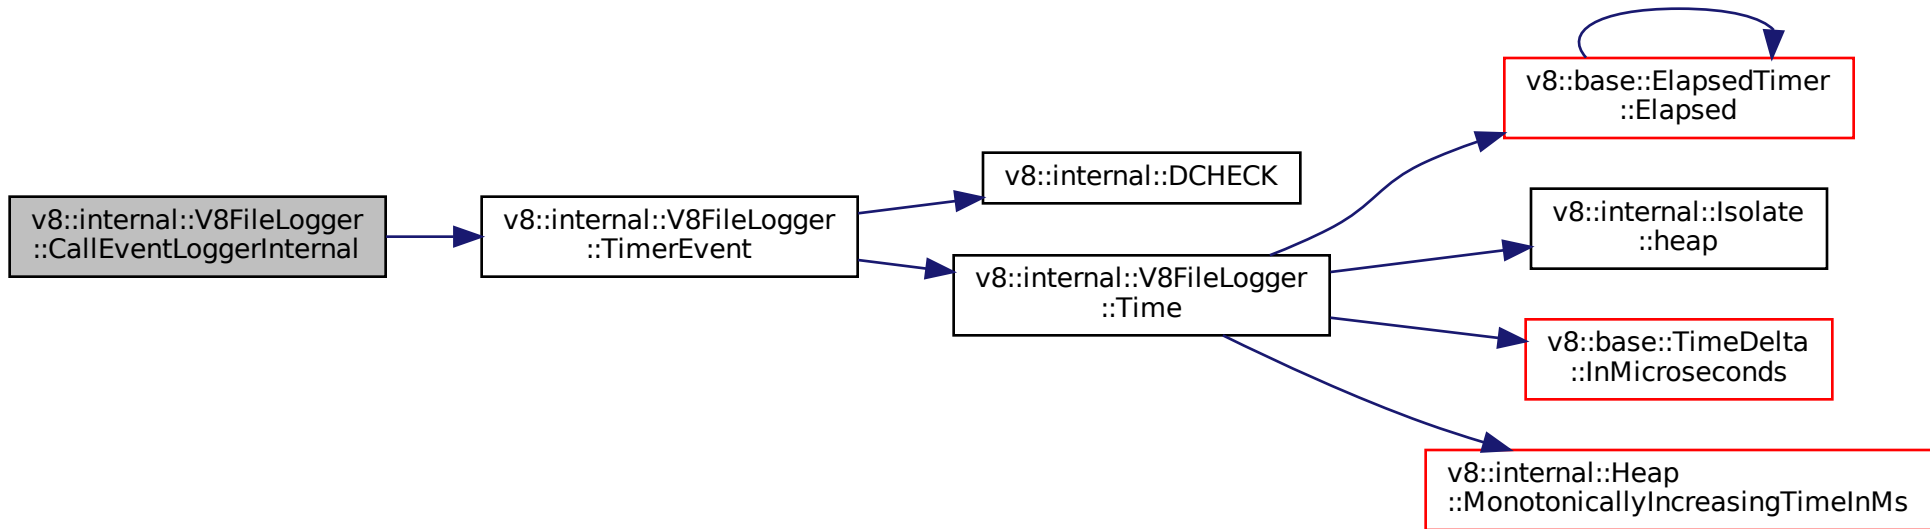 v8::internal::V8FileLogger
::CallEventLoggerInternal
v8::internal::V8FileLogger
::TimerEvent
v8::internal::DCHECK
v8::internal::V8FileLogger
::Time
v8::base::ElapsedTimer
::Elapsed
v8::internal::Isolate
::heap
v8::base::TimeDelta
::InMicroseconds
v8::internal::Heap
::MonotonicallyIncreasingTimeInMs